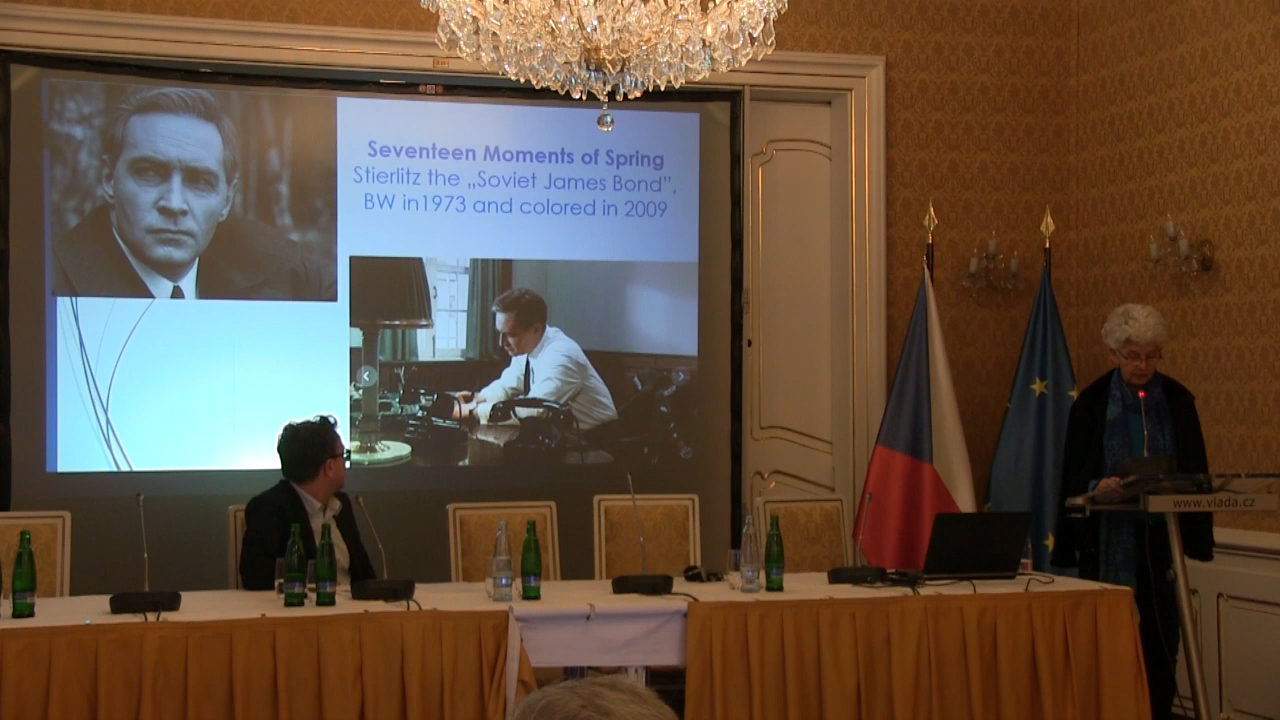 Seventeen Moments of Spring
Stierlitz the „Soviet James Bond”,
BW in1973 and colored in 2009
www.vlada.cz